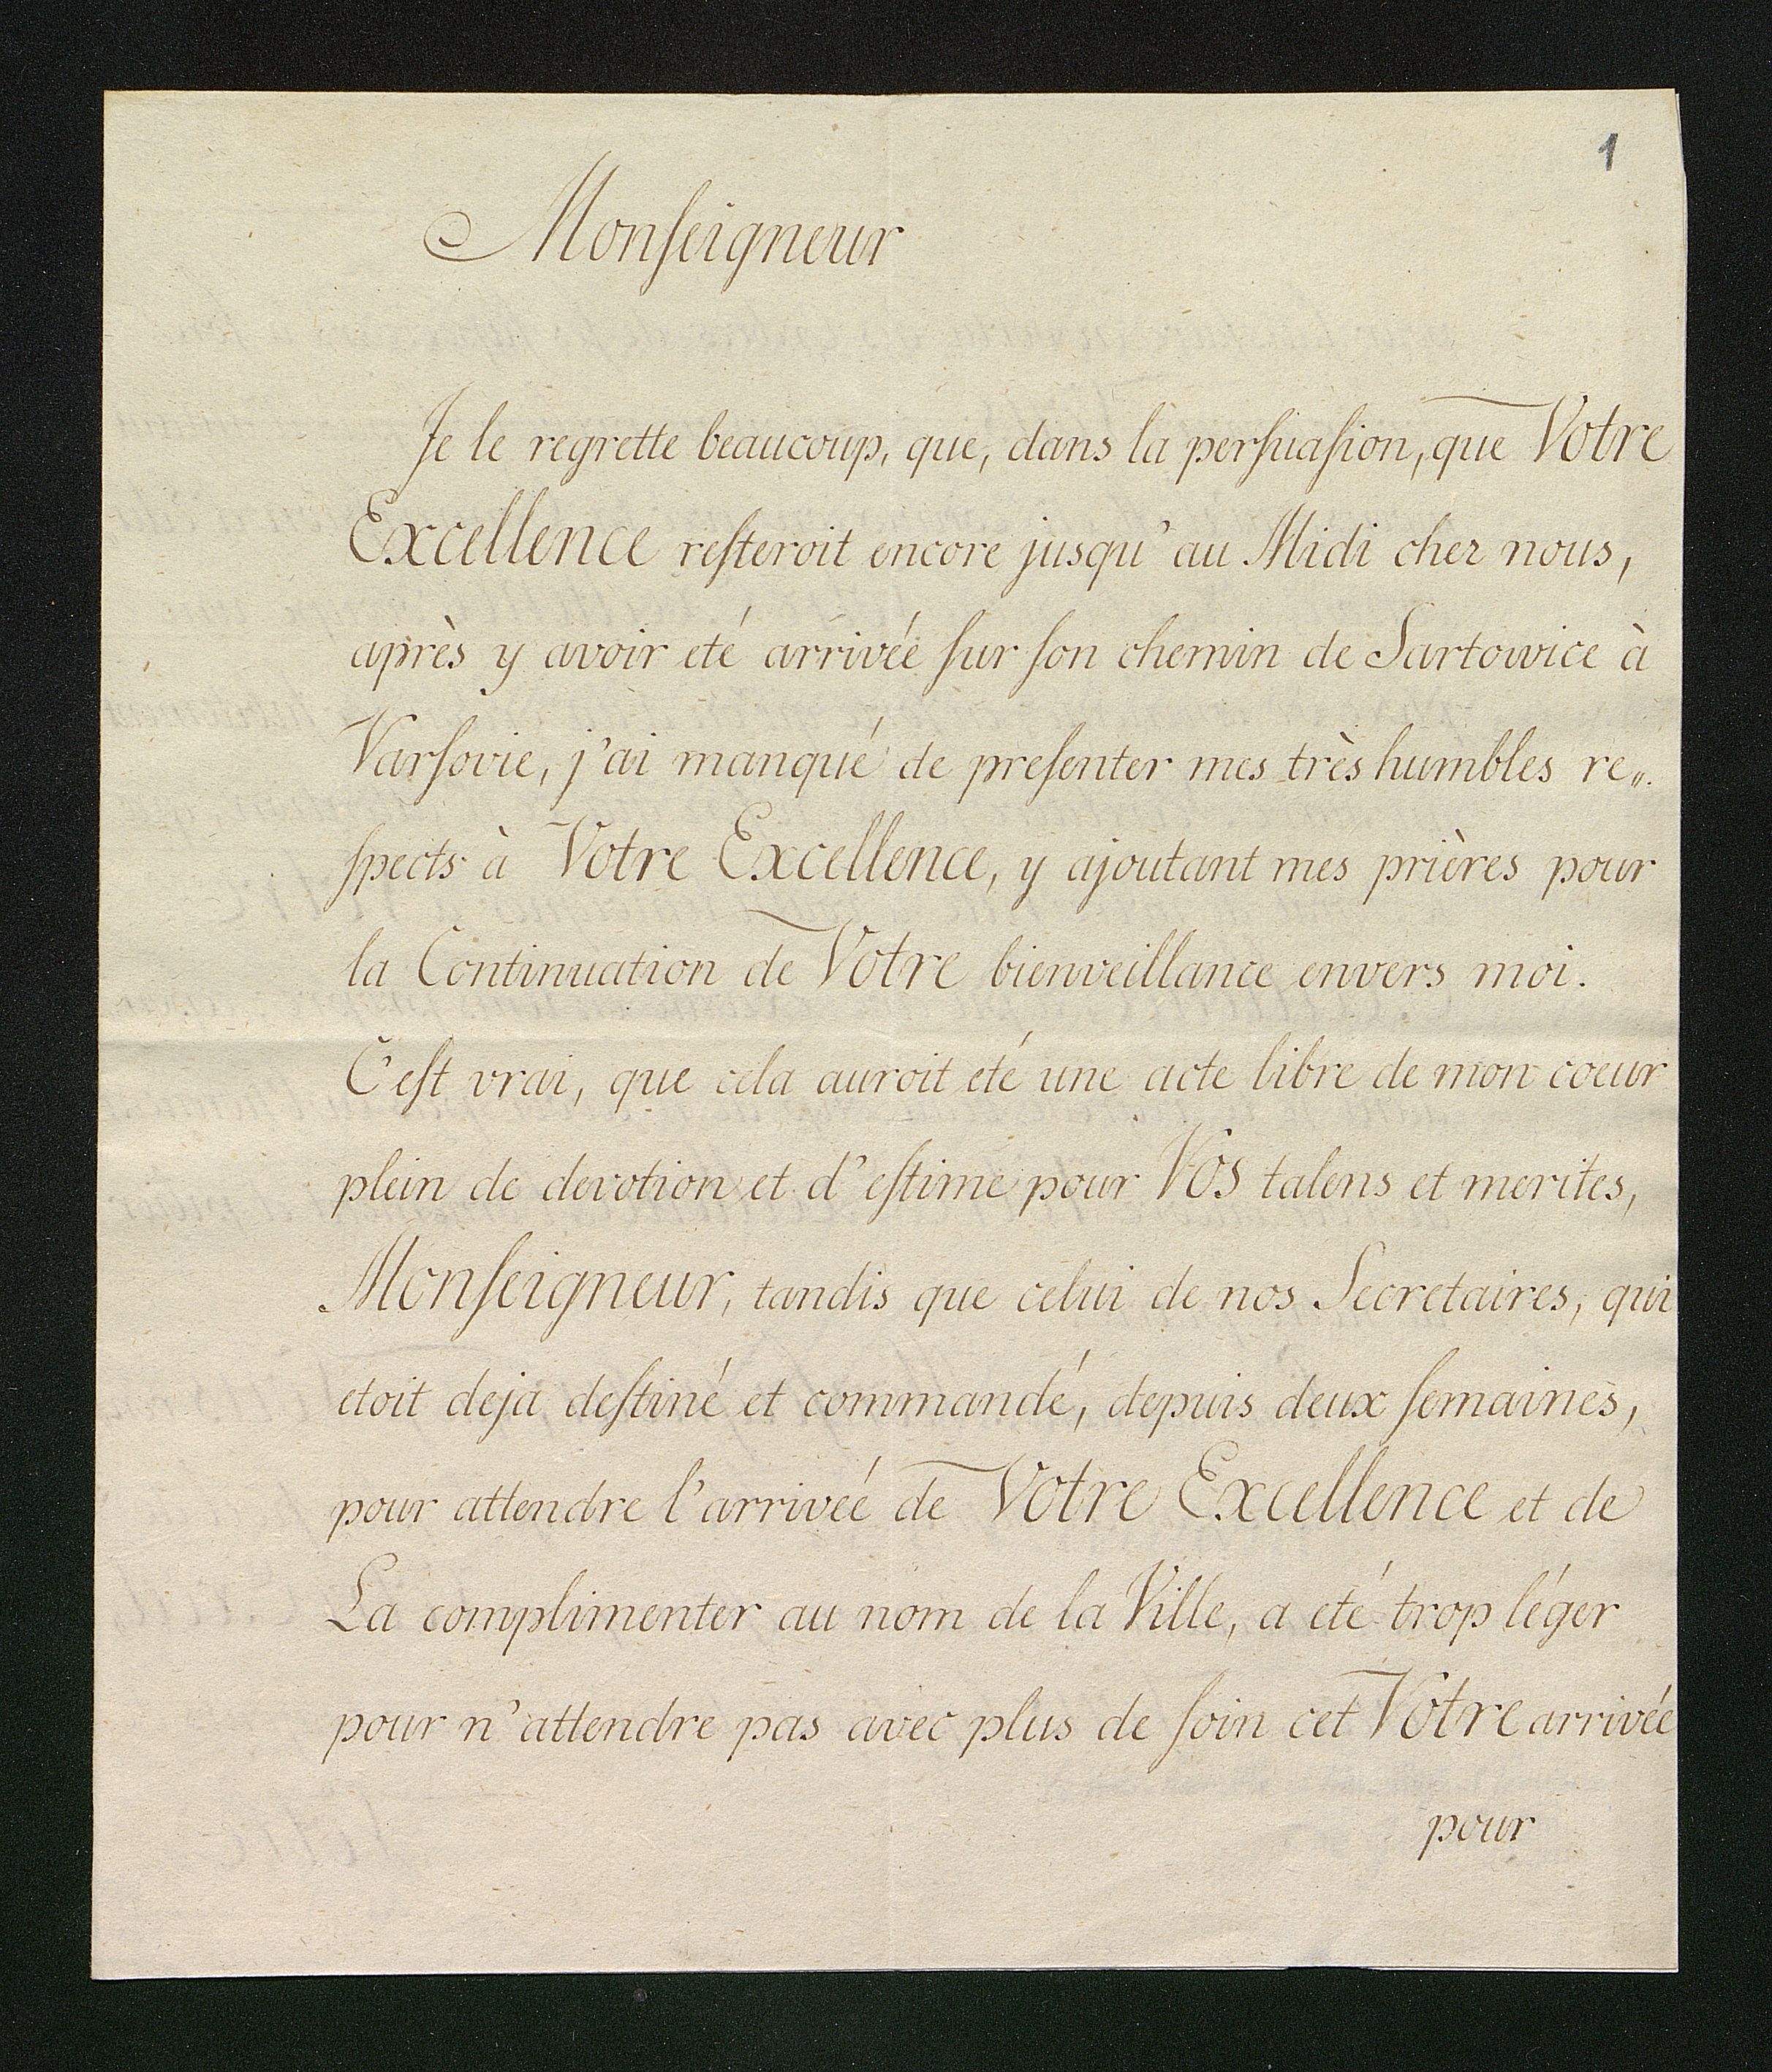 1
Monseigneur
Je le regrette beaucoup, que, dans la persuasion, que Votre
Excellence resteroit encore jusqu'au Midi chez nous,
après y avoir eté arrivée sur son chemin de Sartowice à
Varsovie, j'ai manqué de presenter mes très humbles re„
spects à Votre Excellence, y ajoutant mes prières pour
la Continuation de Votre bienveillance envers moi.
C'est vrai, que cela auroit eté une acte libre de mon coeur
plein de devotion et d'estime pour Vos talens et merites,
Monseigneur, tandis que celui de nos Secretaires, qui
etoit deja destiné et commandé, depuis deux semaines,
pour attendre l'arriveé de Votre Excellence et de
La complimenter au nom de la Ville, a eté trop léger
pour n'attendre pas avec plus de soin cet Votre arrivée
pour